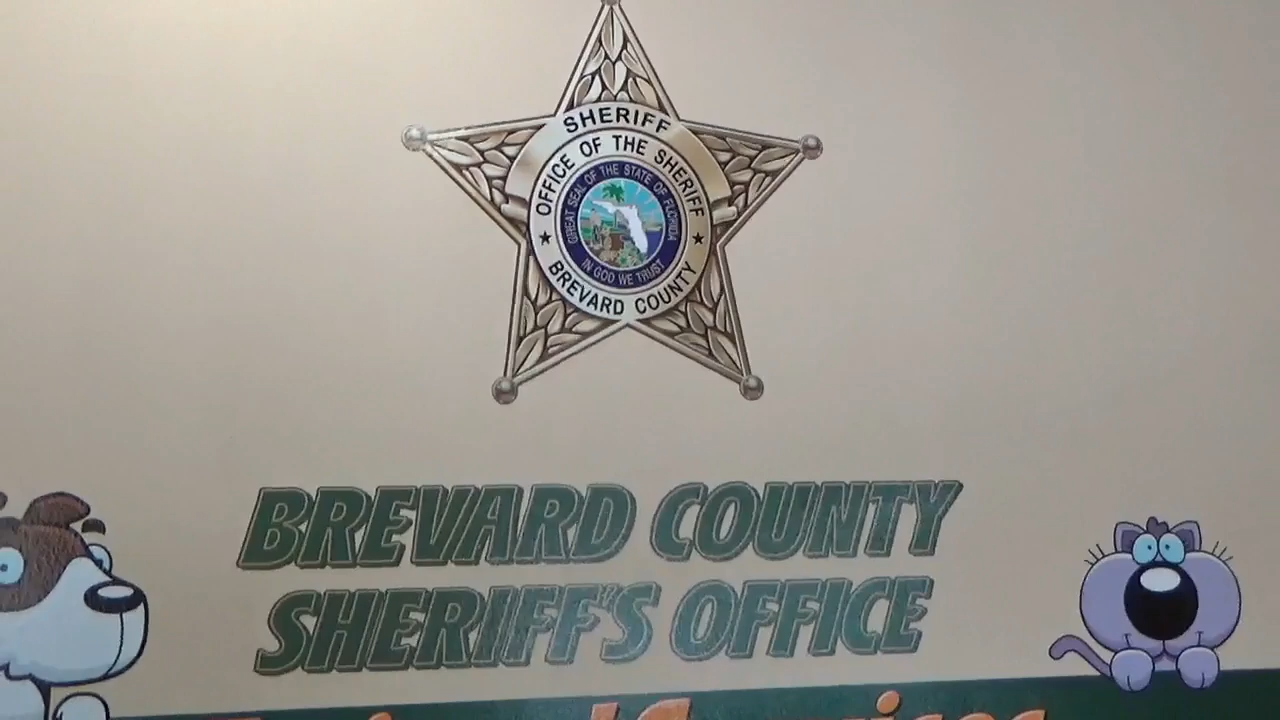 SHERIFF
OFFICE OF THE SHERIFF
GREAT SEAL OF THE STATE OF FLORIDA
IN GOD WE TRUST
★ BREVARD COUNTY ★
BREVARD COUNTY
SHERIFF'S OFFICE